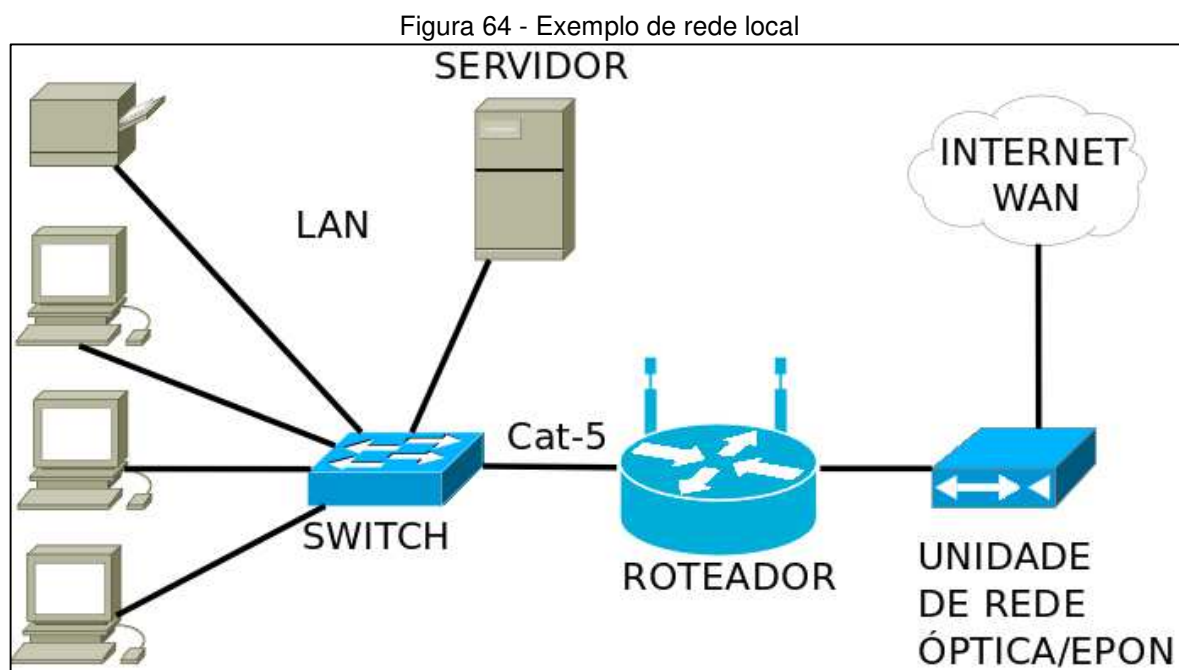 Figura 64 - Exemplo de rede local
SERVIDOR
INTERNET
WAN
LAN
Cat-5
SWITCH
ROTEADOR
UNIDADE
DE REDE
ÓPTICA/EPON